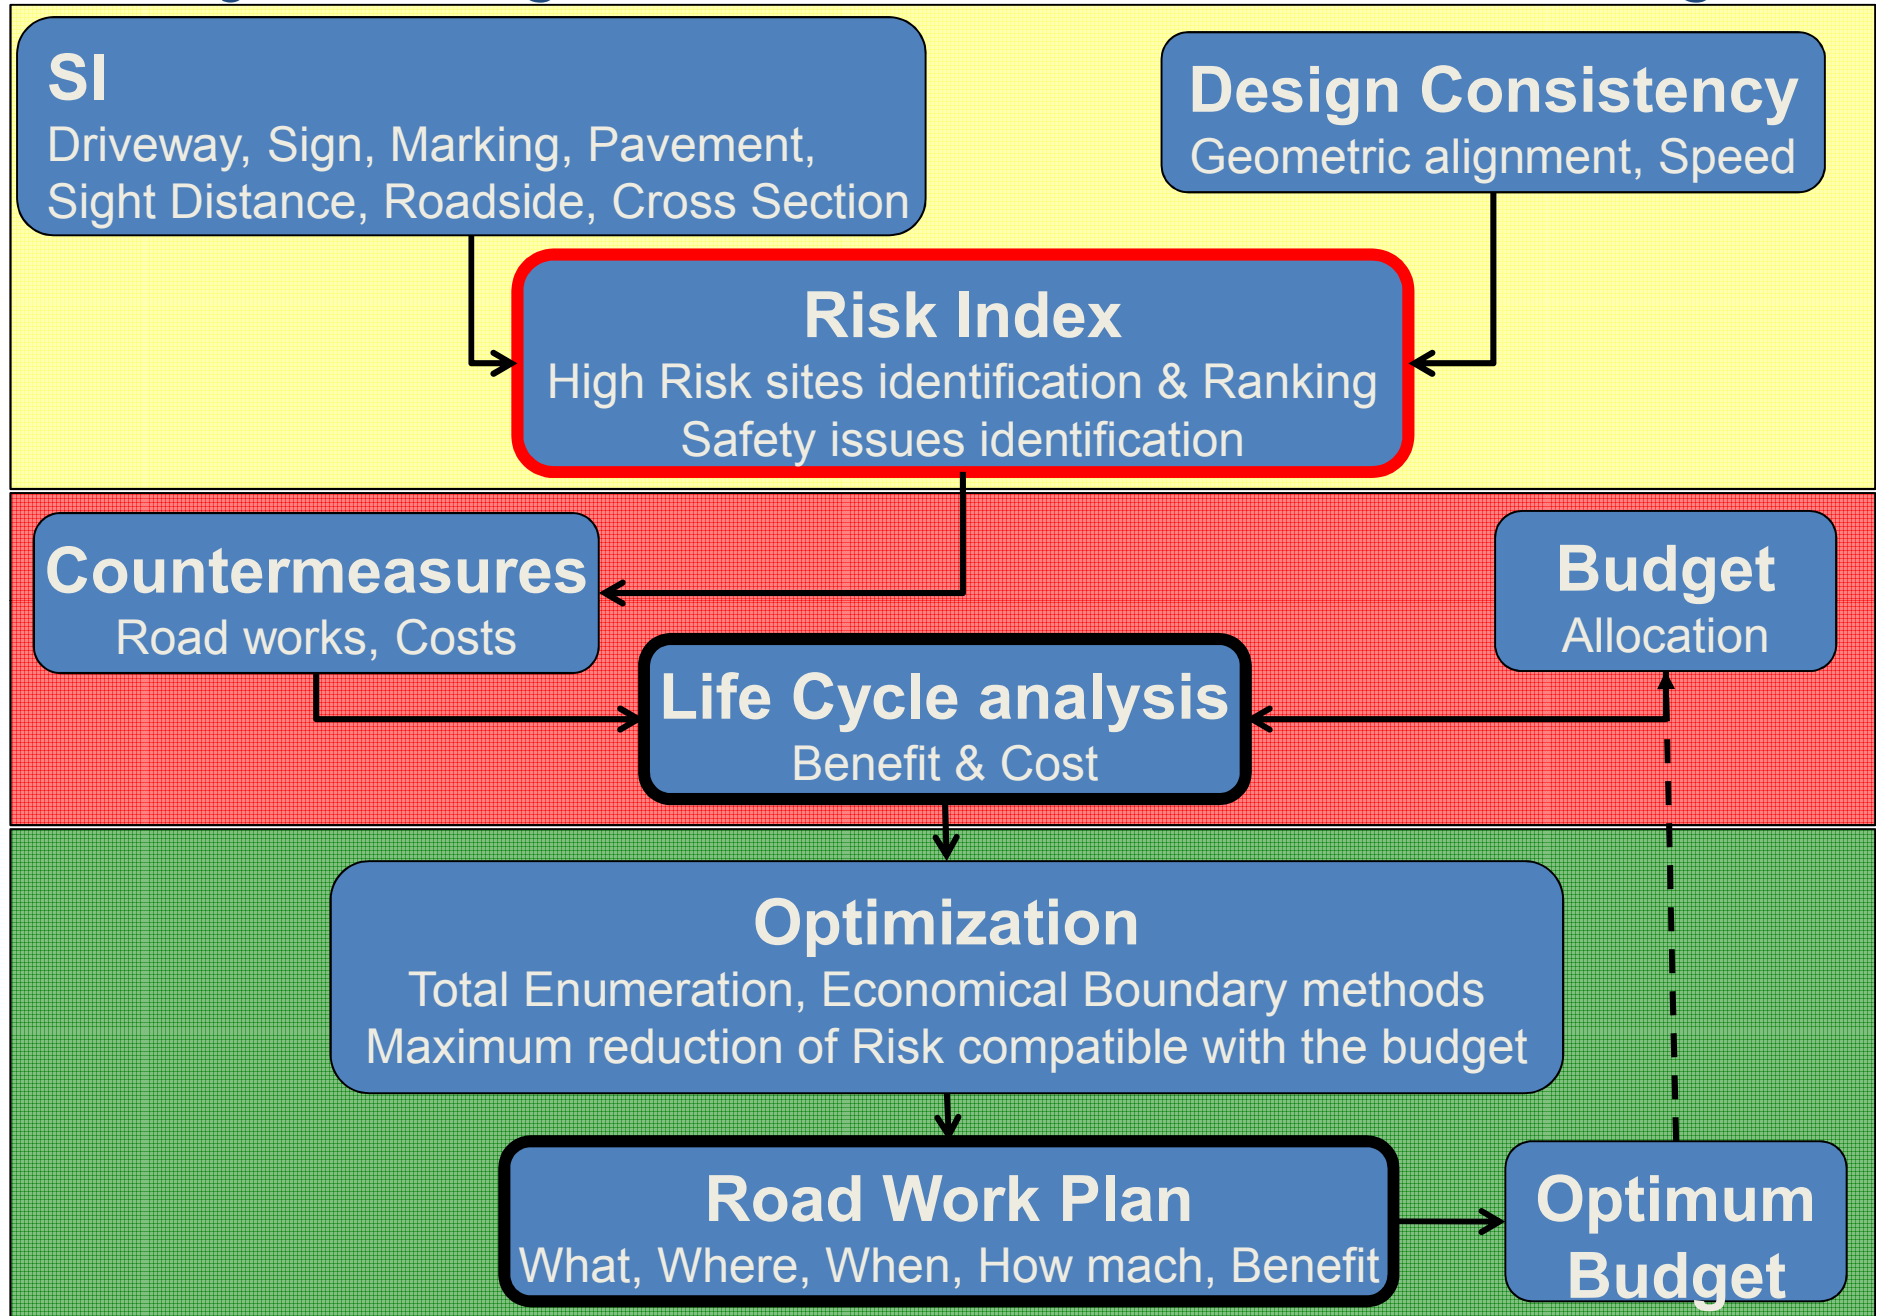 SI
Driveway, Sign, Marking, Pavement,
Sight Distance, Roadside, Cross Section
Design Consistency
Geometric alignment, Speed
Risk Index
High Risk sites identification & Ranking
Safety issues identification
Countermeasures
Road works, Costs
Budget
Allocation
Life Cycle analysis
Benefit & Cost
Optimization
Total Enumeration, Economical Boundary methods
Maximum reduction of Risk compatible with the budget
Road Work Plan
What, Where, When, How mach, Benefit
Optimum
Budget